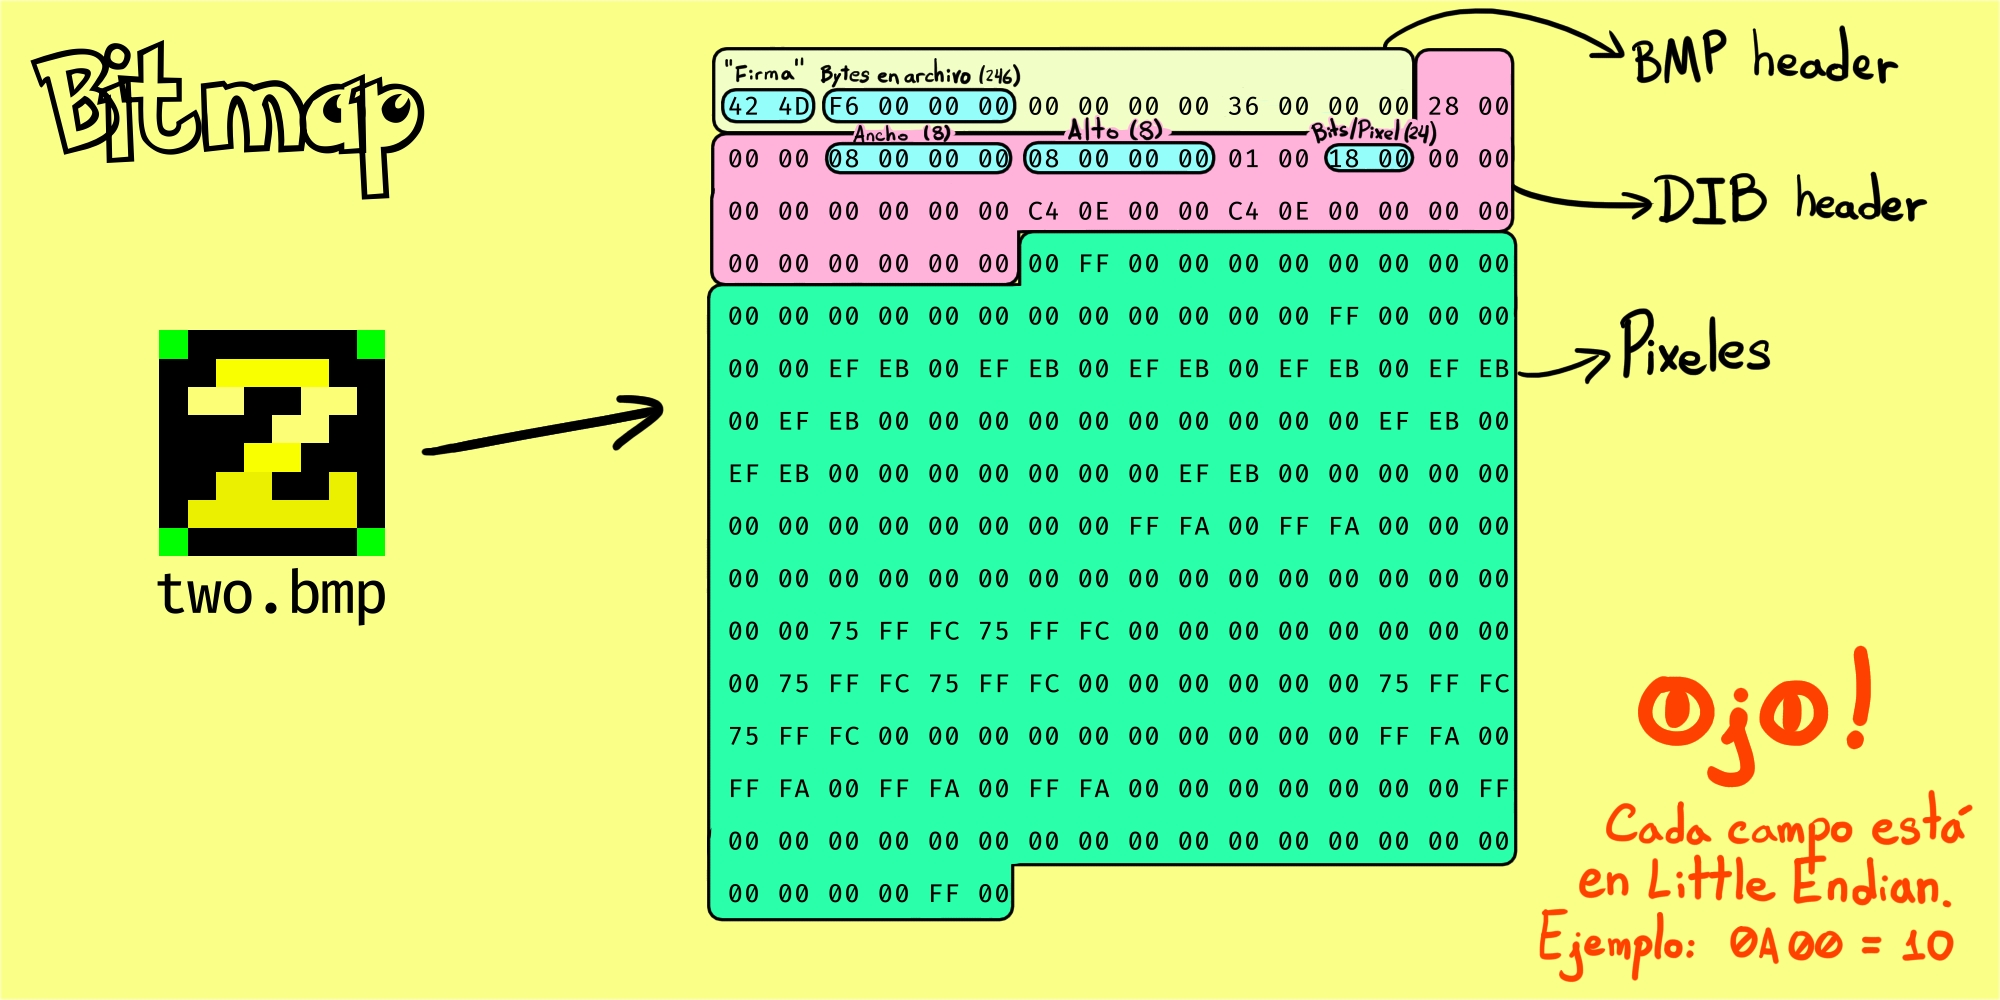 Bitmap
"Firma" Bytes en archivo (246)
42 4D F6 00 00 00 00 00 00 00 36 00 00 00 28 00
Ancho (8) Alto (8) Bits/Pixel (24)
00 00 08 00 00 00 08 00 00 00 01 00 18 00 00 00
00 00 00 00 00 00 C4 0E 00 00 C4 0E 00 00 00 00
00 00 00 00 00 00 00 FF 00 00 00 00 00 00 00 00
00 00 00 00 00 00 00 00 00 00 00 00 FF 00 00 00
00 00 EF EB 00 EF EB 00 EF EB 00 EF EB 00 EF EB
00 EF EB 00 00 00 00 00 00 00 00 00 00 EF EB 00
EF EB 00 00 00 00 00 00 00 EF EB 00 00 00 00 00
00 00 00 00 00 00 00 00 FF FA 00 FF FA 00 00 00
00 00 00 00 00 00 00 00 00 00 00 00 00 00 00 00
00 00 75 FF FC 75 FF FC 00 00 00 00 00 00 00 00
00 75 FF FC 75 FF FC 00 00 00 00 00 00 75 FF FC
75 FF FC 00 00 00 00 00 00 00 00 00 00 FF FA 00
FF FA 00 FF FA 00 FF FA 00 00 00 00 00 00 00 FF
00 00 00 00 00 00 00 00 00 00 00 00 00 00 00 00
00 00 00 00 FF 00
BMP header
DIB header
Pixeles
two.bmp
Ojo!
Cada campo está
en Little Endian.
Ejemplo: 0A 00 = 10